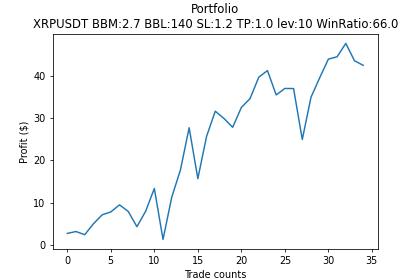 Portfolio
XRPUSDT BBM:2.7 BBL:140 SL:1.2 TP:1.0 lev:10 WinRatio:66.0
Profit ($)
40
30
20
10
0
0 5 10 15 20 25 30 35
Trade counts